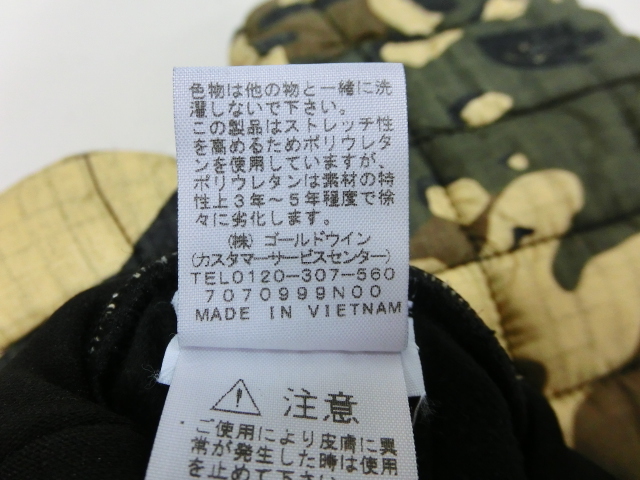 色物は他の物と一緒に洗
濯しないで下さい。
この製品はストレッチ性
を高めるためポリウレタ
ンを使用していますが、
ポリウレタンは素材の特
性上3年～5年程度で徐
々に劣化します。
(株)ゴールドウイン
(カスタマーサービスセンター)
TEL0120-307-560
7070999N00
MADE IN VIETNAM
注意
ご使用により皮膚に異
常が発生した時は使用
を止めて下さい